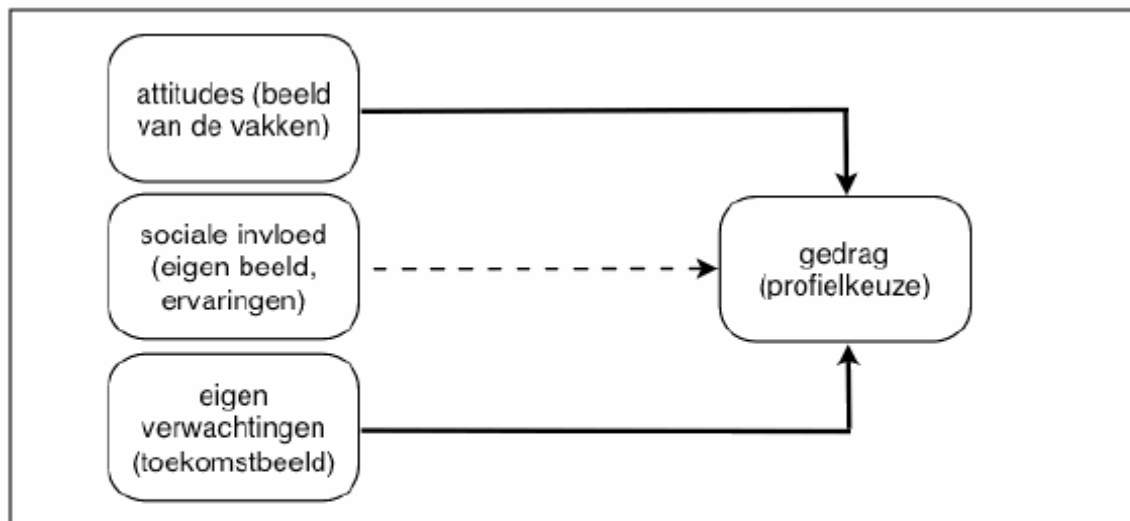 attitudes (beeld
van de vakken)
sociale invloed
(eigen beeld,
ervaringen)
eigen
verwachtingen
(toekomstbeeld)
gedrag
(profielkeuze)